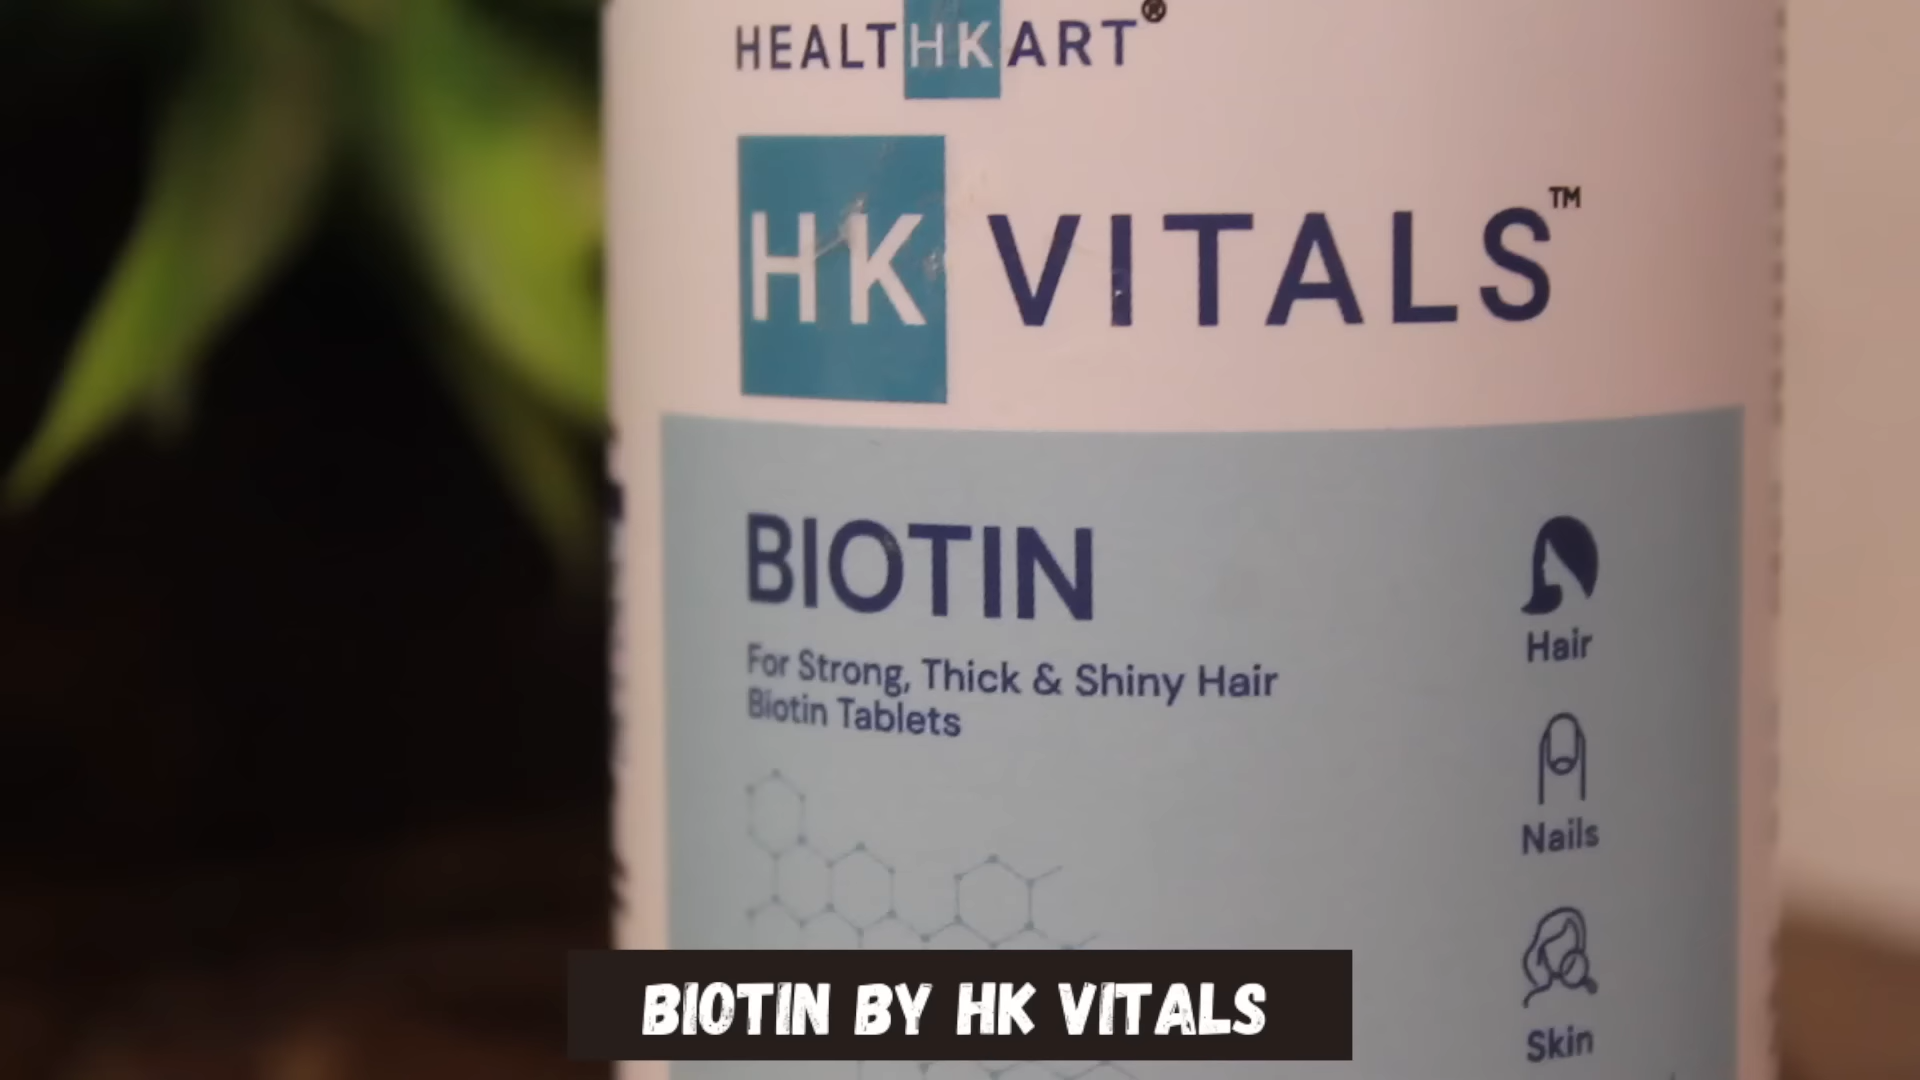 HEALTHKART®
HK VITALS™
BIOTIN
For Strong, Thick & Shiny Hair
Biotin Tablets
Hair
Nails
Skin
BIOTIN BY HK VITALS